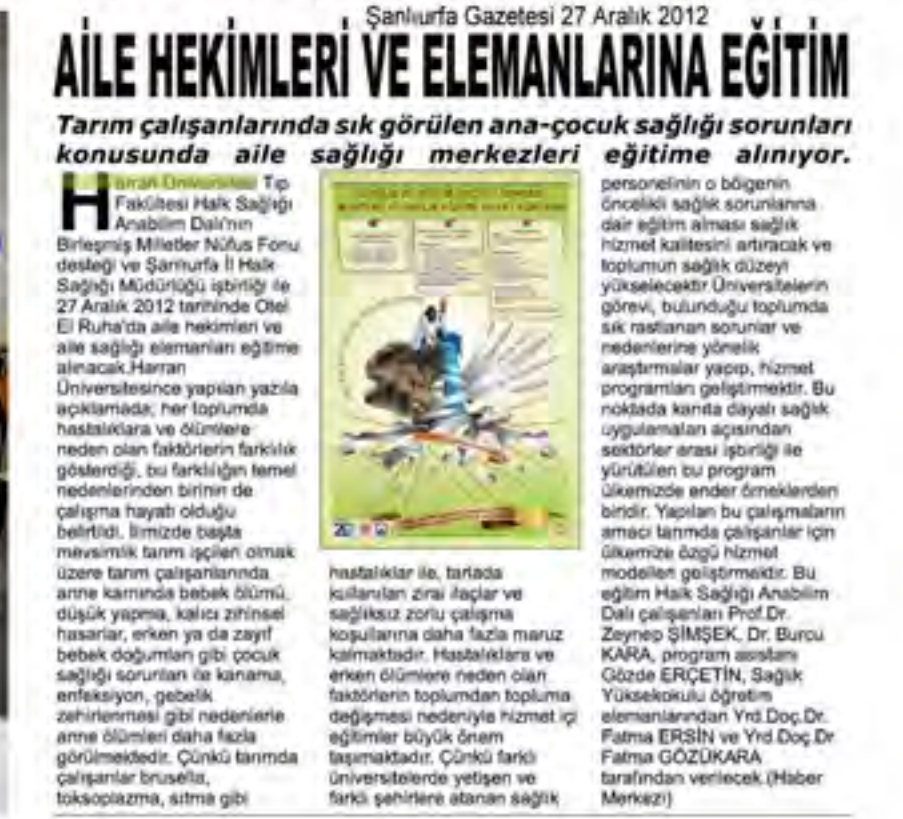 Şanlıurfa Gazetesi 27 Aralık 2012
AİLE HEKİMLERİ VE ELEMANLARINA EĞİTİM
Tarım çalışanlarında sık görülen ana-çocuk sağlığı sorunları
konusunda aile sağlığı merkezleri eğitime alınıyor.
Harran Üniversitesi Tıp
Fakültesi Halk Sağlığı
Anabilim Dalı'nın
Birleşmiş Milletler Nüfus Fonu
desteği ve Şanlıurfa İl Halk
Sağlığı Müdürlüğü işbirliği ile
27 Aralık 2012 tarihinde Otel
El Ruha'da aile hekimleri ve
aile sağlığı elemanları eğitime
alınacak.Harran
Üniversitesince yapılan yazıla
açıklamada; her toplumda
hastalıklara ve ölümlere
neden olan faktörlerin farklılık
gösterdiği, bu farklılığın temel
nedenlerinden birinin de
çalışma hayatı olduğu
belirtildi. İlimizde başta
mevsimlik tarım işçileri olmak
üzere tarım çalışanlarında
anne karnında bebek ölümü,
düşük yapma, kalıcı zihinsel
hasarlar, erken ya da zayıf
bebek doğumları gibi çocuk
sağlığı sorunları ile kanama,
enfeksiyon, gebelik
zehirlenmesi gibi nedenlerle
anne ölümleri daha fazla
görülmektedir. Çünkü tarımda
çalışanlar brusella,
toksoplazma, sıtma gibi
hastalıklar ile, tarlada
kullanılan zirai ilaçlar ve
sağlıksız zorlu çalışma
koşullarına daha fazla maruz
kalmaktadır. Hastalıklara ve
erken ölümlere neden olan
faktörlerin toplumdan topluma
değişmesi nedeniyle hizmet içi
eğitimler büyük önem
taşımaktadır. Çünkü farklı
üniversitelerde yetişen ve
farklı şehirlere atanan sağlık
personelinin o bölgenin
öncelikli sağlık sorunlarına
dair eğitim alması sağlık
hizmet kalitesini artıracak ve
toplumun sağlık düzeyi
yükselecektir.Üniversitelerin
görevi, bulunduğu toplumda
sık rastlanan sorunlar ve
nedenlerine yönelik
araştırmalar yapıp, hizmet
programları geliştirmektir. Bu
noktada kanıta dayalı sağlık
uygulamaları açısından
sektörler arası işbirliği ile
yürütülen bu program
ülkemizde ender örneklerden
biridir. Yapılan bu çalışmaların
amacı tarımda çalışanlar için
ülkemize özgü hizmet
modelleri geliştirmektir. Bu
eğitim Halk Sağlığı Anabilim
Dalı çalışanları Prof.Dr.
Zeynep ŞİMŞEK, Dr. Burcu
KARA, program asistanı
Gözde ERÇETİN, Sağlık
Yüksekokulu öğretim
elemanlarından Yrd.Doç.Dr.
Fatma ERSİN ve Yrd.Doç.Dr
Fatma GÖZÜKARA
tarafından verilecek.(Haber
Merkezi)